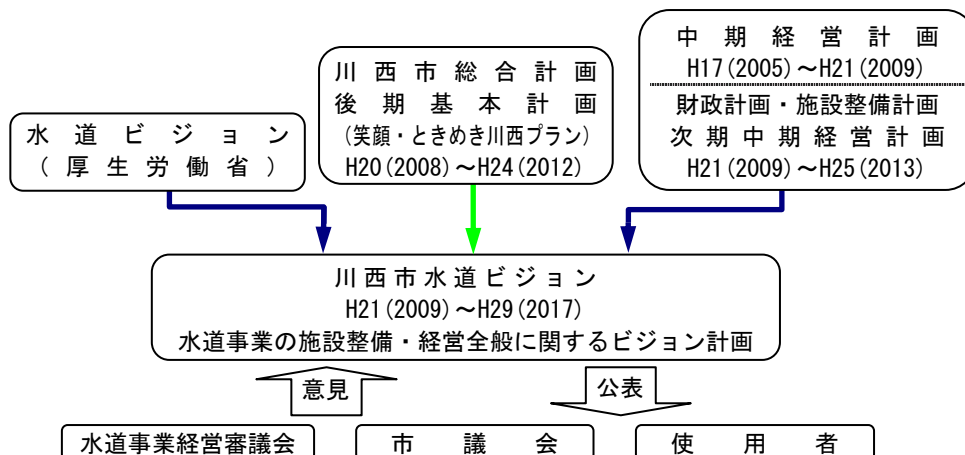 水道ビジョン
(厚生労働省)
川西市総合計画
後期基本計画
(笑顔・ときめき川西プラン)
H20(2008)～H24(2012)
中期経営計画
H17(2005)～H21(2009)
財政計画・施設整備計画
次期中期経営計画
H21(2009)～H25(2013)
川西市水道ビジョン
H21(2009)～H29(2017)
水道事業の施設整備・経営全般に関するビジョン計画
意見
公表
水道事業経営審議会
市議会
使用者